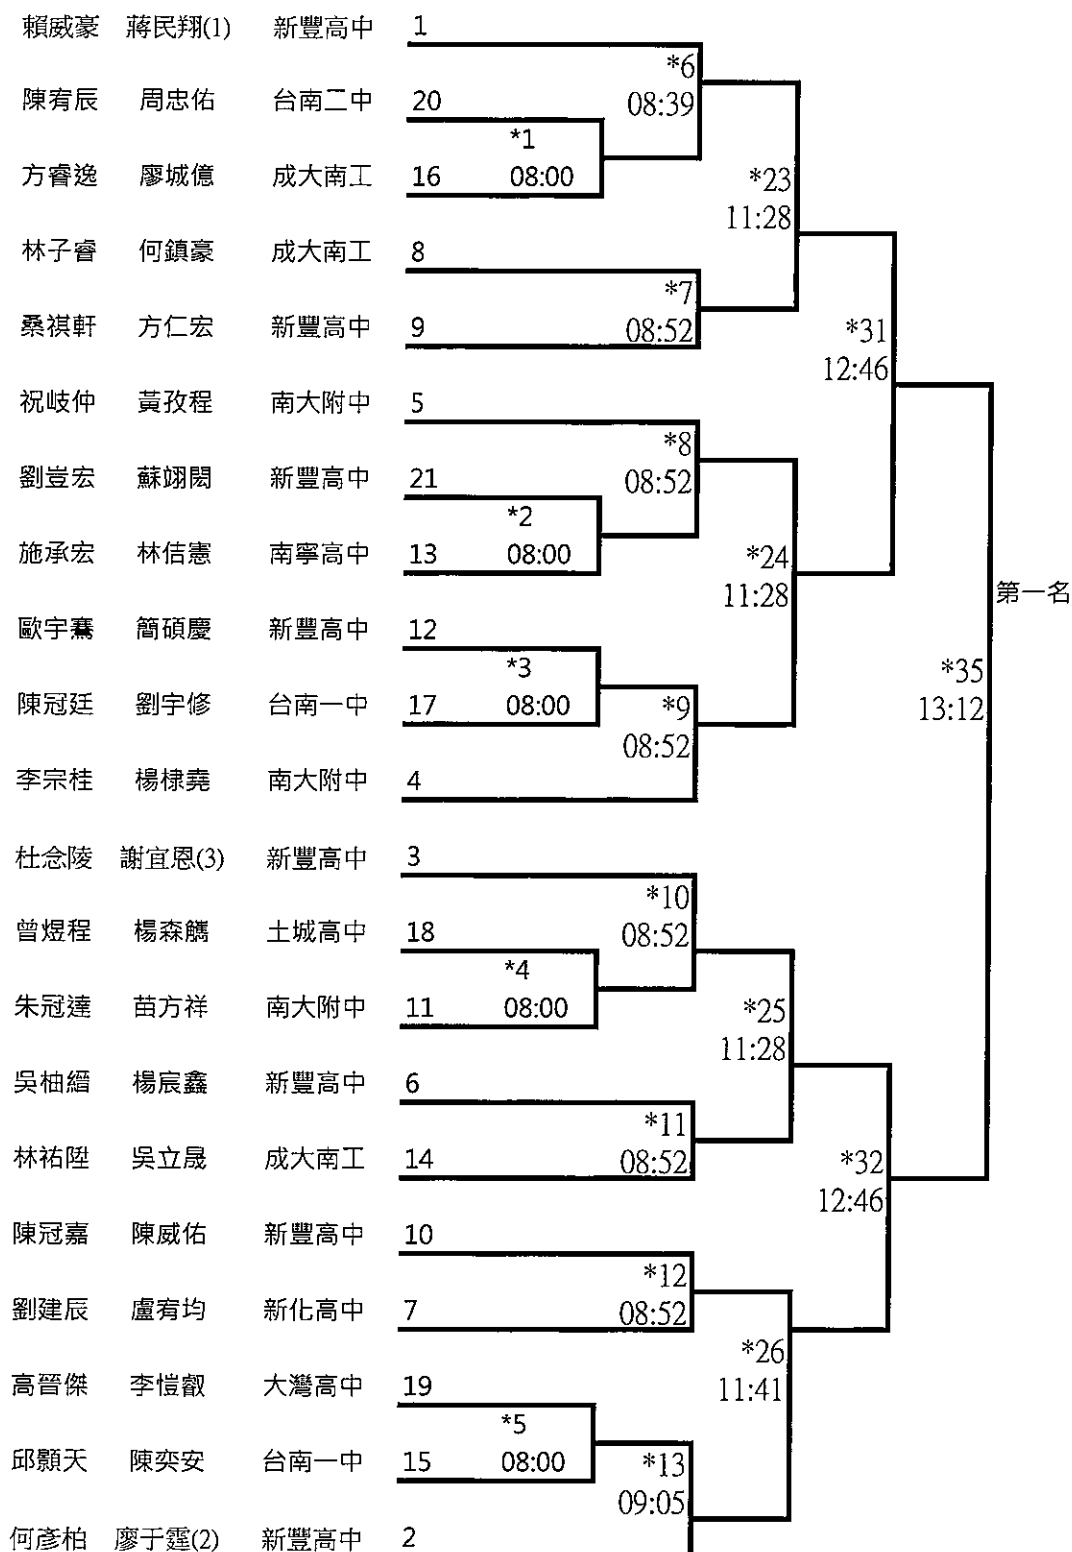 賴威豪 蔣民翔(1) 新豐高中 1
*6
陳宥辰 周忠佑 台南二中 20 08:39
*1
方睿逸 廖城億 成大南工 16 08:00 *23
11:28
林子睿 何鎮豪 成大南工 8
*7
桑祺軒 方仁宏 新豐高中 9 08:52 *31
12:46
祝岐仲 黃孜程 南大附中 5
*8
劉豈宏 蘇翊閎 新豐高中 21 08:52
*2
施承宏 林佶憲 南寧高中 13 08:00 *24
11:28 第一名
歐宇騫 簡碩慶 新豐高中 12
*3 *35
陳冠廷 劉宇修 台南一中 17 08:00 *9 13:12
08:52
李宗桂 楊棣堯 南大附中 4
杜念陵 謝宜恩(3) 新豐高中 3
*10
曾煜程 楊森 土城高中 18 08:52
*4
朱冠達 苗方祥 南大附中 11 08:00 *25
11:28
吳柚縉 楊宸鑫 新豐高中 6
*11
林祐陞 吳立晟 成大南工 14 08:52 *32
12:46
陳冠嘉 陳威佑 新豐高中 10
*12
劉建辰 盧宥均 新化高中 7 08:52
*26
高晉傑 李愷叡 大灣高中 19 11:41
*5
邱顥天 陳奕安 台南一中 15 08:00 *13
09:05
何彥柏 廖于霆(2) 新豐高中 2